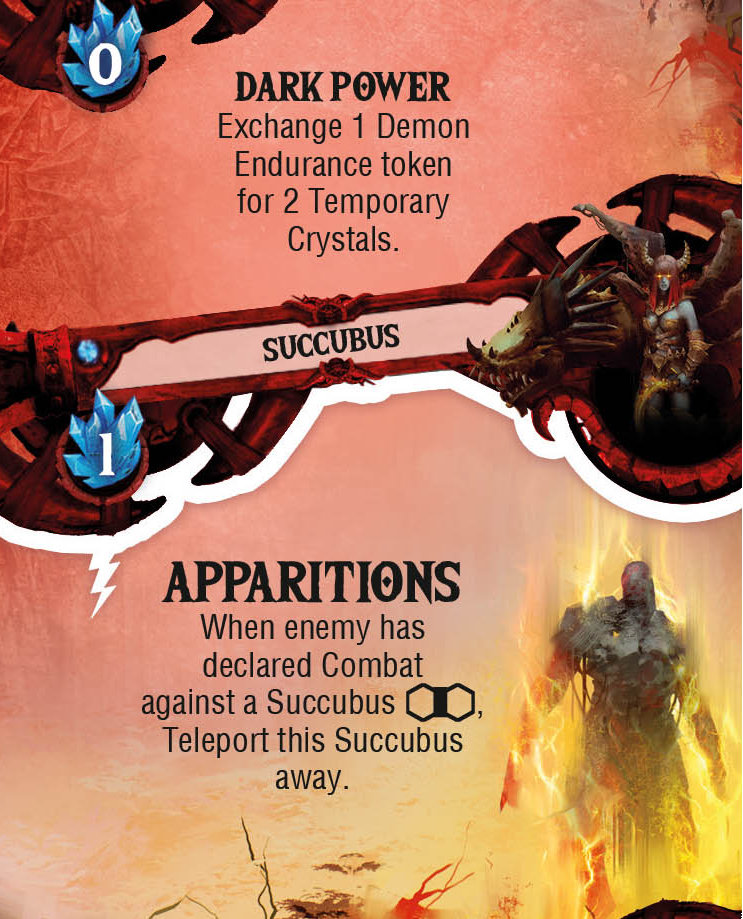 0
DARK POWER
Exchange 1 Demon
Endurance token
for 2 Temporary
Crystals.
SUCCUBUS
1
APPARITIONS
When enemy has
declared Combat
against a Succubus ,
Teleport this Succubus
away.